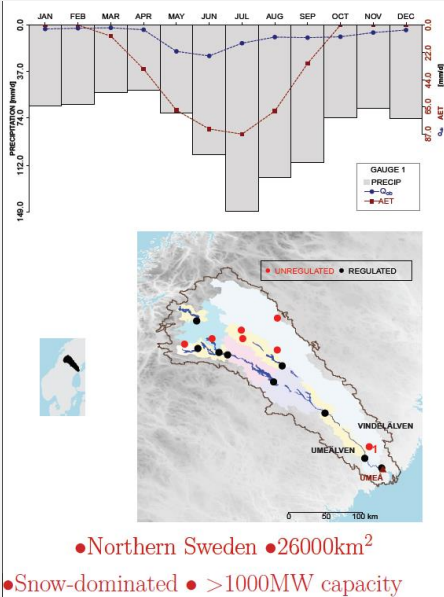 JAN FEB MAR APR MAY JUN JUL AUG SEP OCT NOV DEC
0.0
37.0
74.0
112.0
149.0
PRECIPITATION [mm/d]
0.0
22.0
44.0
65.0
87.0
[mm/d]
AET
Qob
GAUGE 1
PRECIP
Qob
AET
UNREGULATED REGULATED
VINDELÄLVEN
1
UMEÄLVEN
UMEÅ
0 50 100 km
●Northern Sweden ●26000km²
●Snow-dominated ● >1000MW capacity